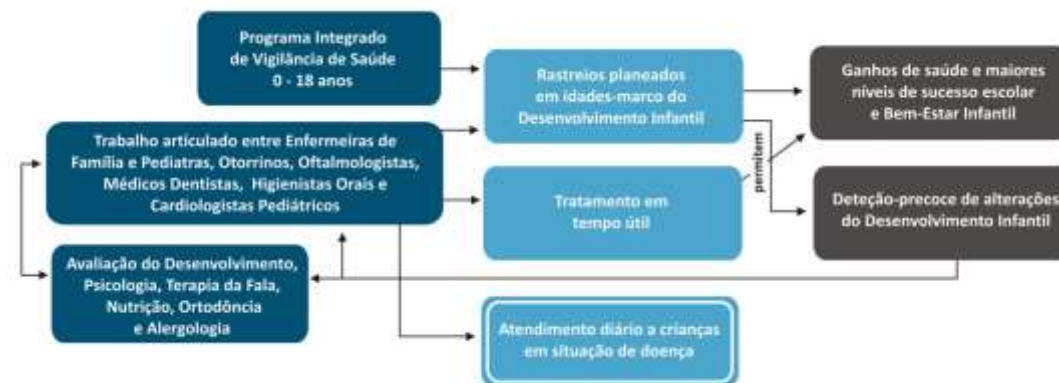 Programa Integrado
de Vigilância de Saúde
0 - 18 anos
Trabalho articulado entre Enfermeiras de
Família e Pediatras, Otorrinos, Oftalmologistas,
Médicos Dentistas, Higienistas Orais e
Cardiologistas Pediátricos
Avaliação do Desenvolvimento,
Psicologia, Terapia da Fala,
Nutrição, Ortodôncia
e Alergologia
Rastreios planeados
em idades-marco do
Desenvolvimento Infantil
Tratamento em
tempo útil
Atendimento diário a crianças
em situação de doença
permitem
Ganhos de saúde e maiores
níveis de sucesso escolar
e Bem-Estar Infantil
Deteção-precoce de alterações
do Desenvolvimento Infantil